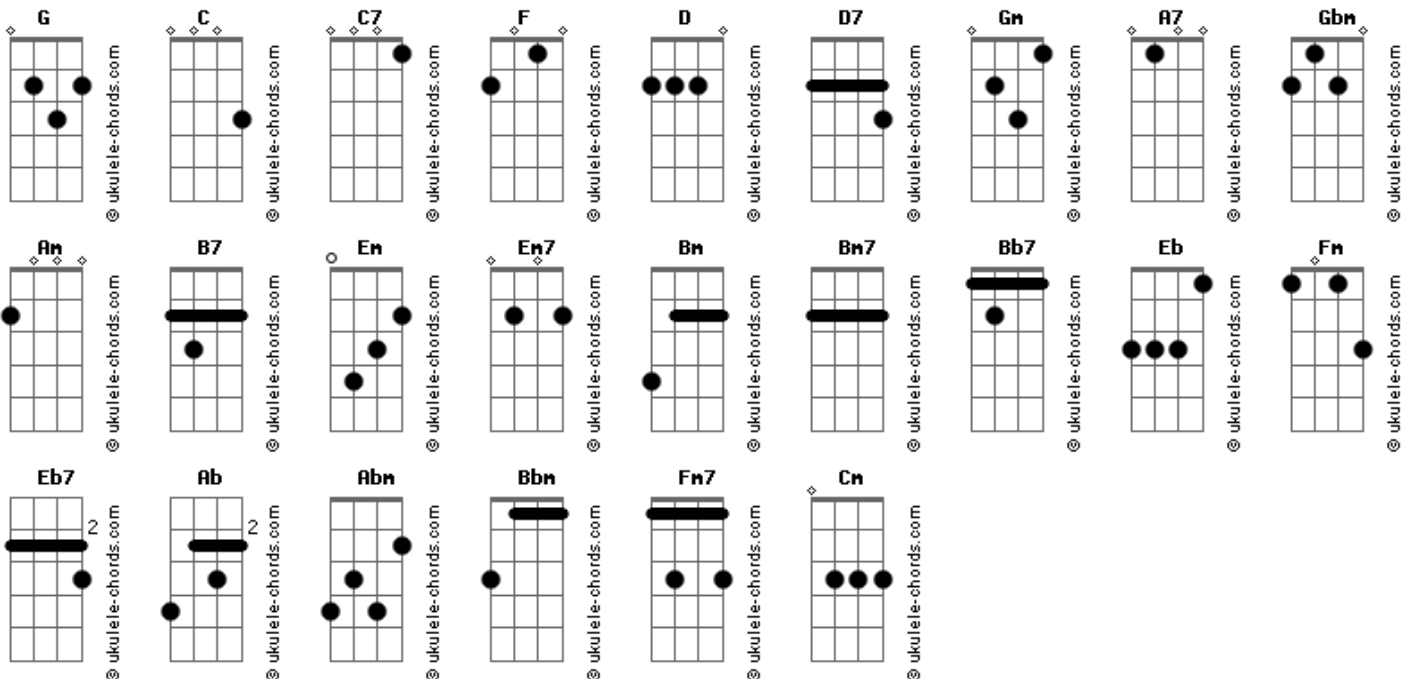 G C C7 F D D7 Gm A7 Gbm
© ukulele-chords.com © ukulele-chords.com © ukulele-chords.com © ukulele-chords.com © ukulele-chords.com © ukulele-chords.com © ukulele-chords.com © ukulele-chords.com © ukulele-chords.com
Am B7 Em Em7 Bm Bm7 Bb7 Eb Fm
© ukulele-chords.com © ukulele-chords.com © ukulele-chords.com © ukulele-chords.com © ukulele-chords.com © ukulele-chords.com © ukulele-chords.com © ukulele-chords.com © ukulele-chords.com
Eb7 Ab Abm Bbm Fm7 Cm
2 2
© ukulele-chords.com © ukulele-chords.com © ukulele-chords.com © ukulele-chords.com © ukulele-chords.com © ukulele-chords.com